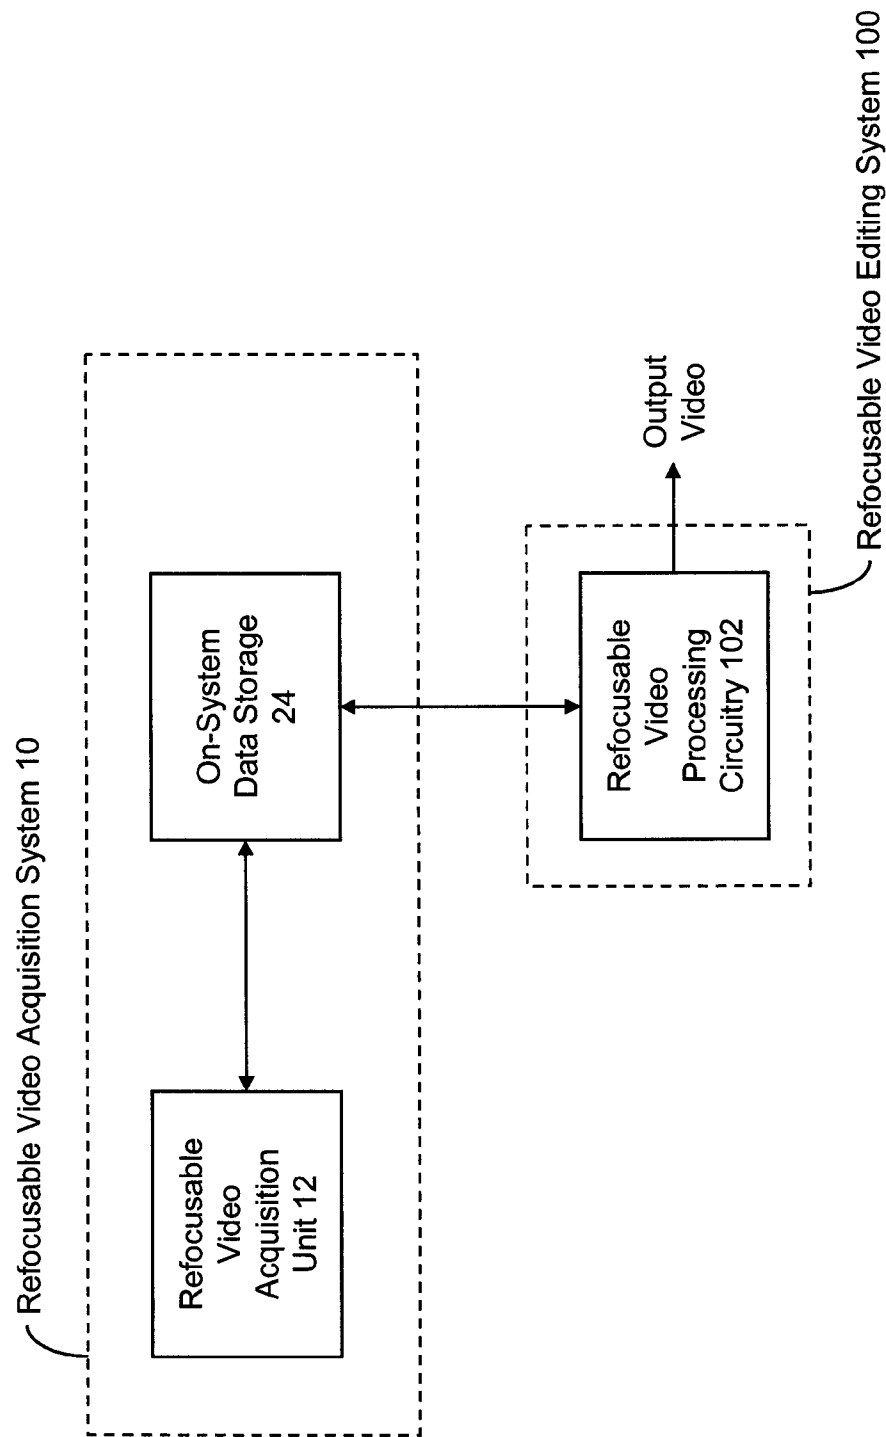 Refocusable Video Acquisition System 10
Refocusable
Video
Acquisition
Unit 12
On-System
Data Storage
24
Refocusable
Video
Processing
Circuitry 102
Output
Video
Refocusable Video Editing System 100